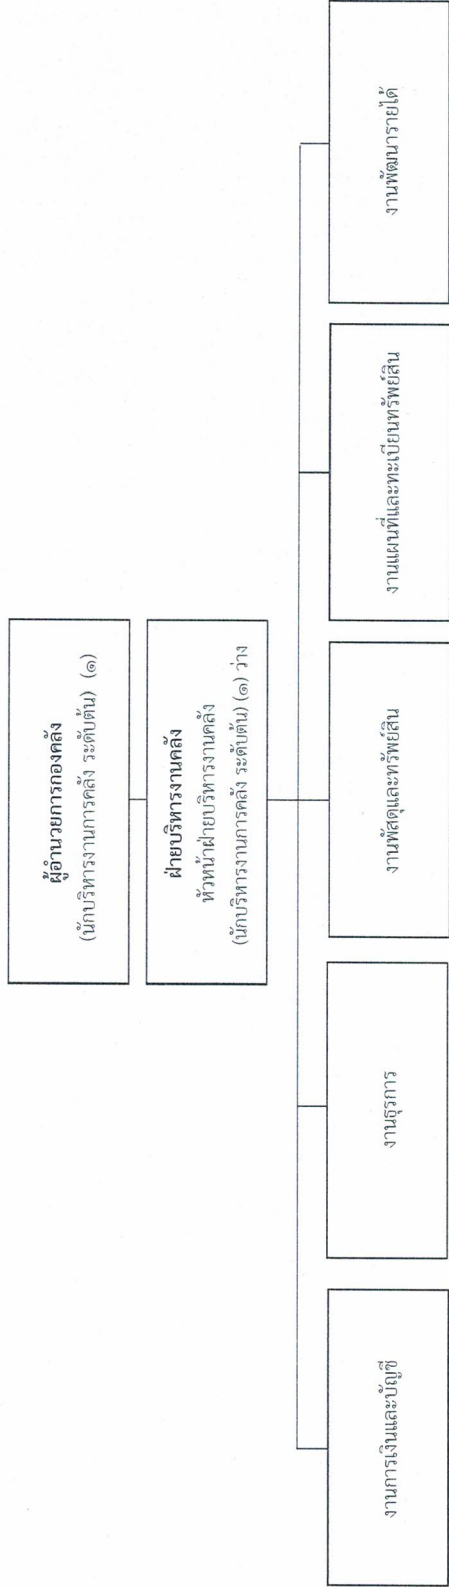 ผู้อำนวยการกองคลัง
(นักบริหารงานการคลัง ระดับต้น) (๑)
ฝ่ายบริหารงานคลัง
หัวหน้าฝ่ายบริหารงานคลัง
(นักบริหารงานการคลัง ระดับต้น) (๑) ว่าง
งานการเงินและบัญชี
งานธุรการ
งานพัสดุและทรัพย์สิน
งานแผนที่และทะเบียนทรัพย์สิน
งานพัฒนารายได้